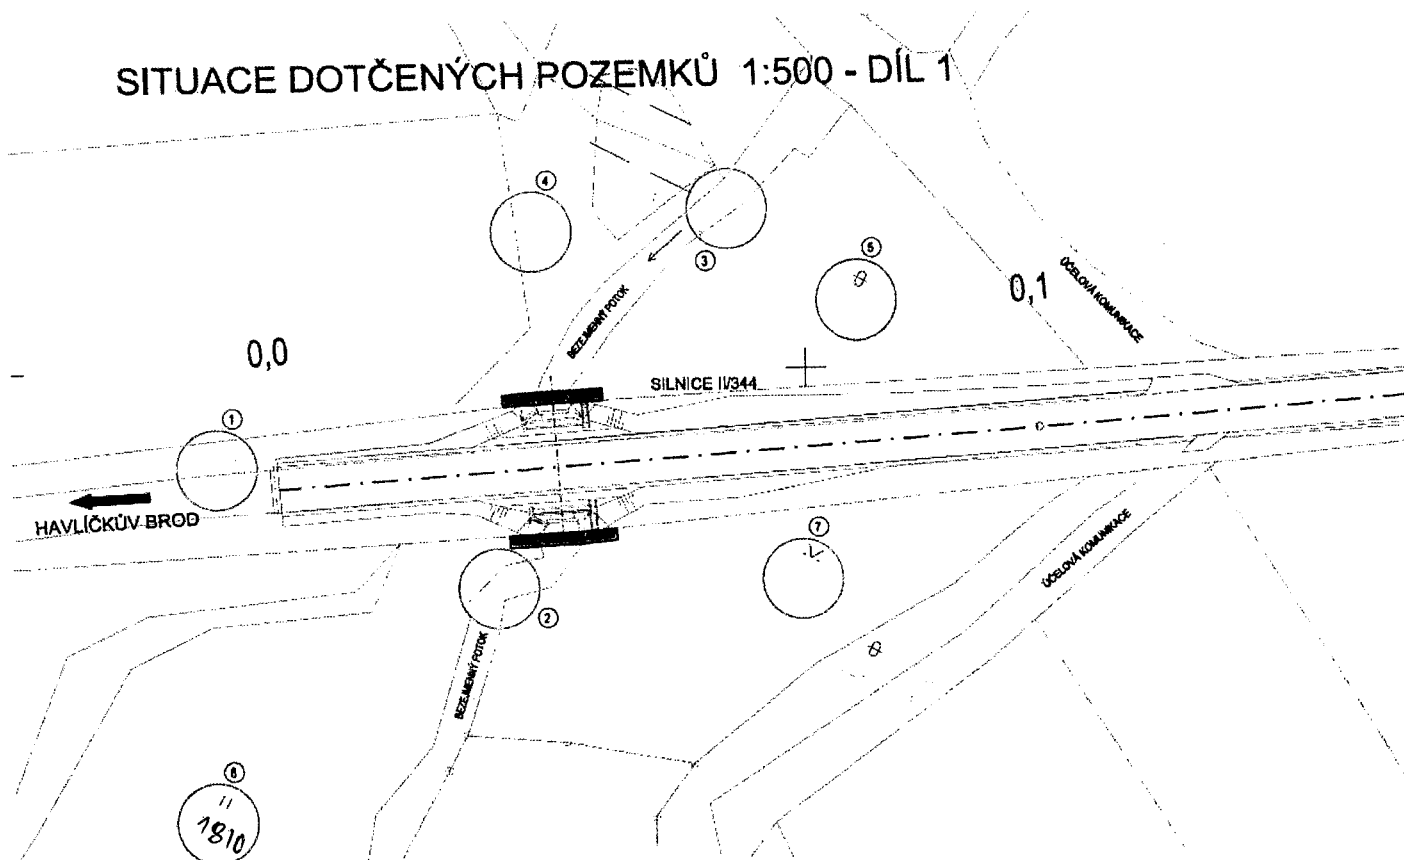 SITUACE DOTČENÝCH POZEMKŮ 1:500 - DÍL 1
4
3
5
0,1
ÚČELOVÁ KOMUNIKACE
BEZEJMENNÝ POTOK
0,0
SILNICE II/344
1
HAVLÍČKŮV BROD
7
ÚČELOVÁ KOMUNIKACE
2
BEZEJMENNÝ POTOK
6
1810